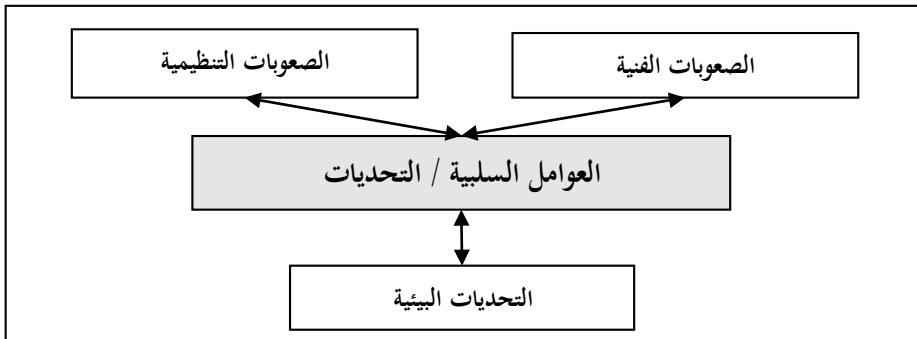 الصعوبات الفنية
الصعوبات التنظيمية
العوامل السلبية / التحديات
التحديات البيئية